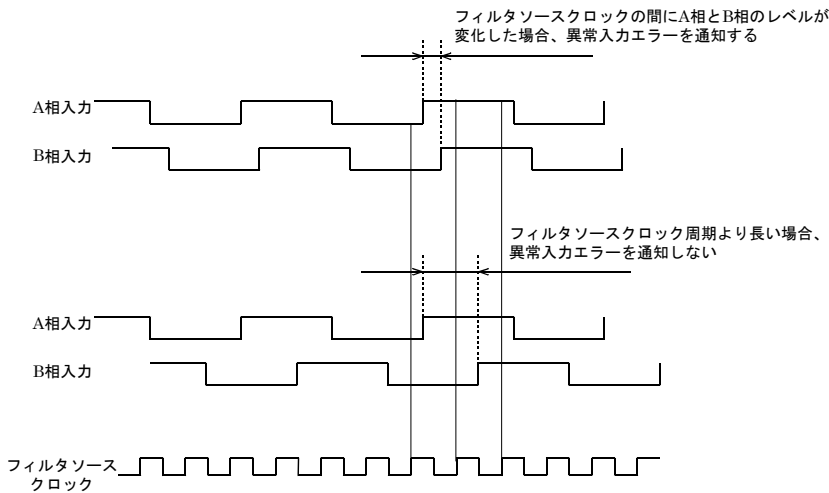 フィルタソースクロックの間にA相とB相のレベルが
変化した場合、異常入力エラーを通知する
A相入力
B相入力
フィルタソースクロック周期より長い場合、
異常入力エラーを通知しない
A相入力
B相入力
フィルタソース
クロック